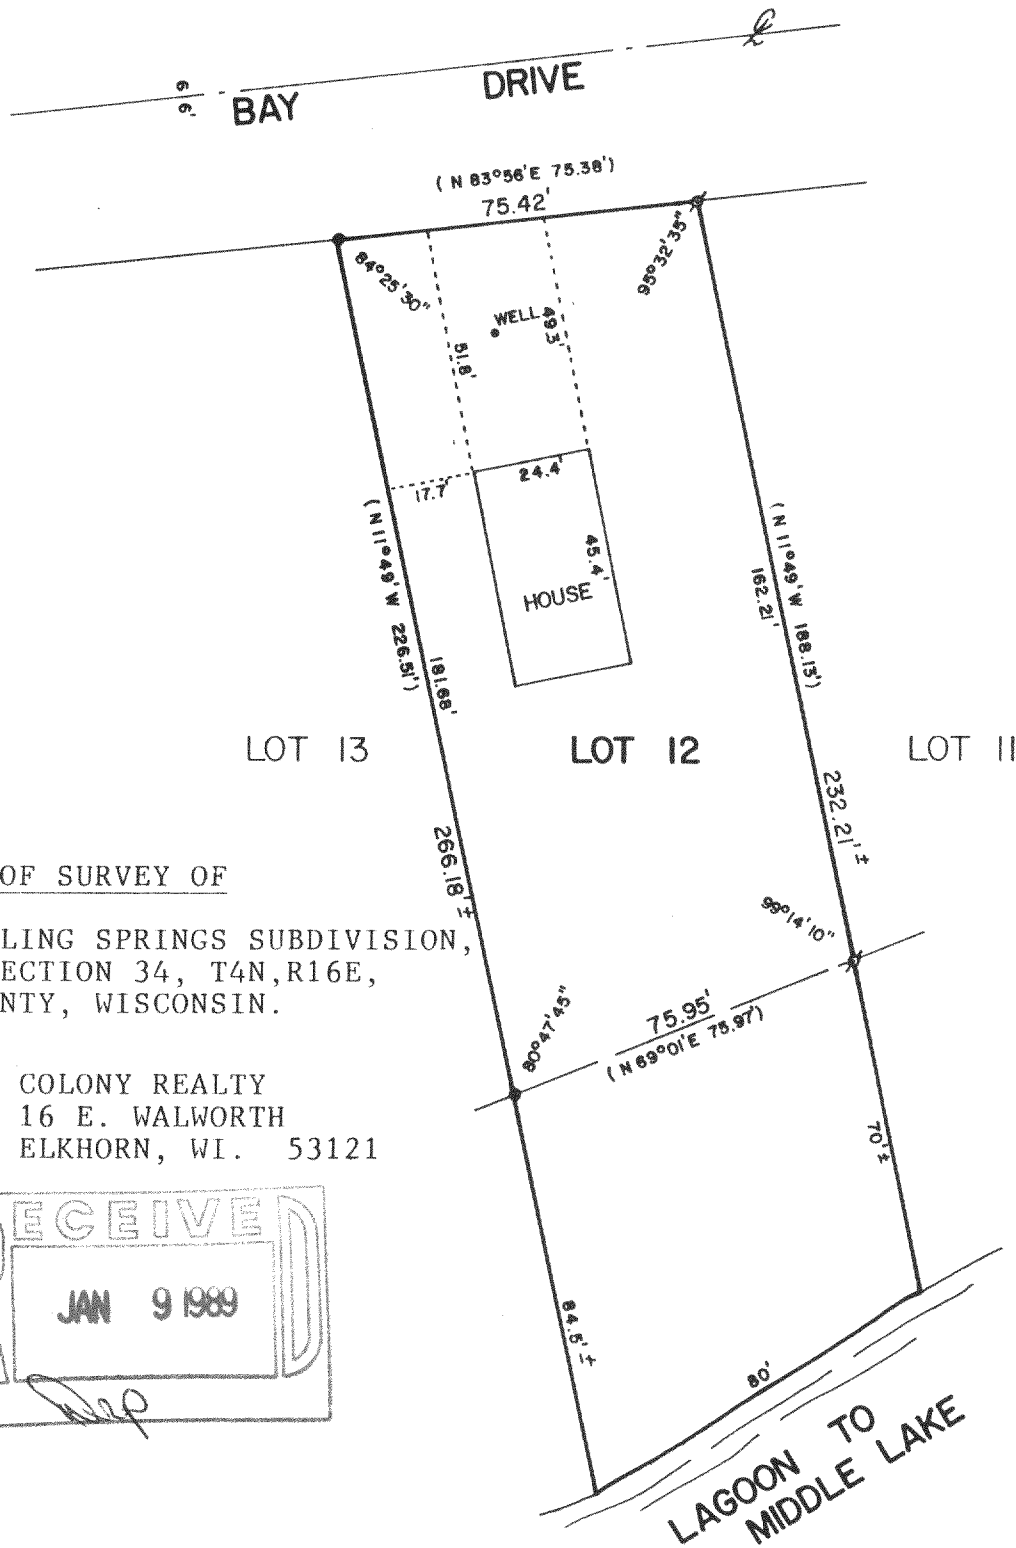 66'
BAY DRIVE
( N 83°56'E 75.38')
75.42'
84°25'30"
95°32'35"
WELL
49.3'
51.8'
17.7'
24.4'
45.4'
HOUSE
( N 11°49' W 226.51')
181.68'
( N 11°49' W 188.13')
162.21'
LOT 13
LOT 12
LOT 11
266.18'±
232.21'±
OF SURVEY OF
LING SPRINGS SUBDIVISION,
ECTION 34, T4N,R16E,
NTY, WISCONSIN.
99°14'10"
80°47'45"
75.95'
( N 69°01'E 75.97')
COLONY REALTY
16 E. WALWORTH
ELKHORN, WI. 53121
70'±
ECEIVED
JAN 9 1989
84.5'±
80'
LAGOON TO
MIDDLE LAKE